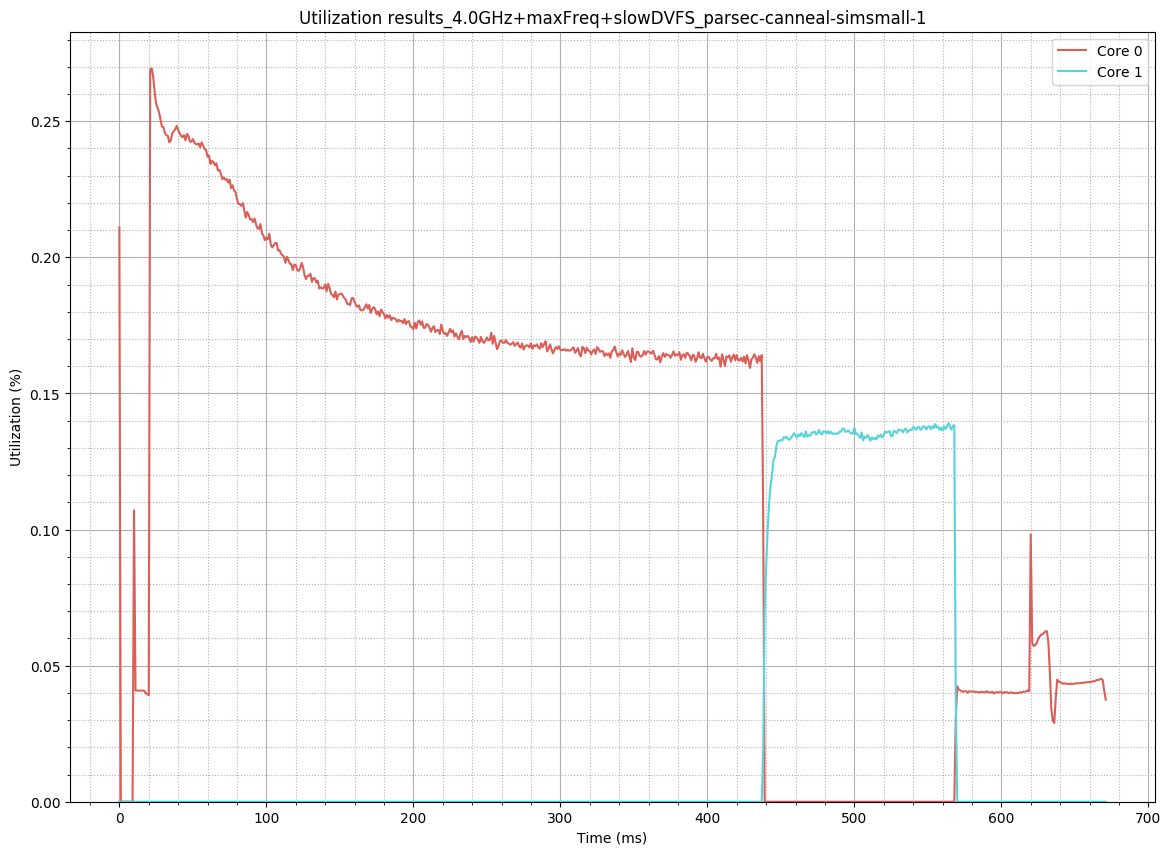 Utilization results_4.0GHz+maxFreq+slowDVFS_parsec-canneal-simsmall-1
Core 0
Core 1
Utilization (%)
0.25
0.20
0.15
0.10
0.05
0.00
0 100 200 300 400 500 600 700
Time (ms)